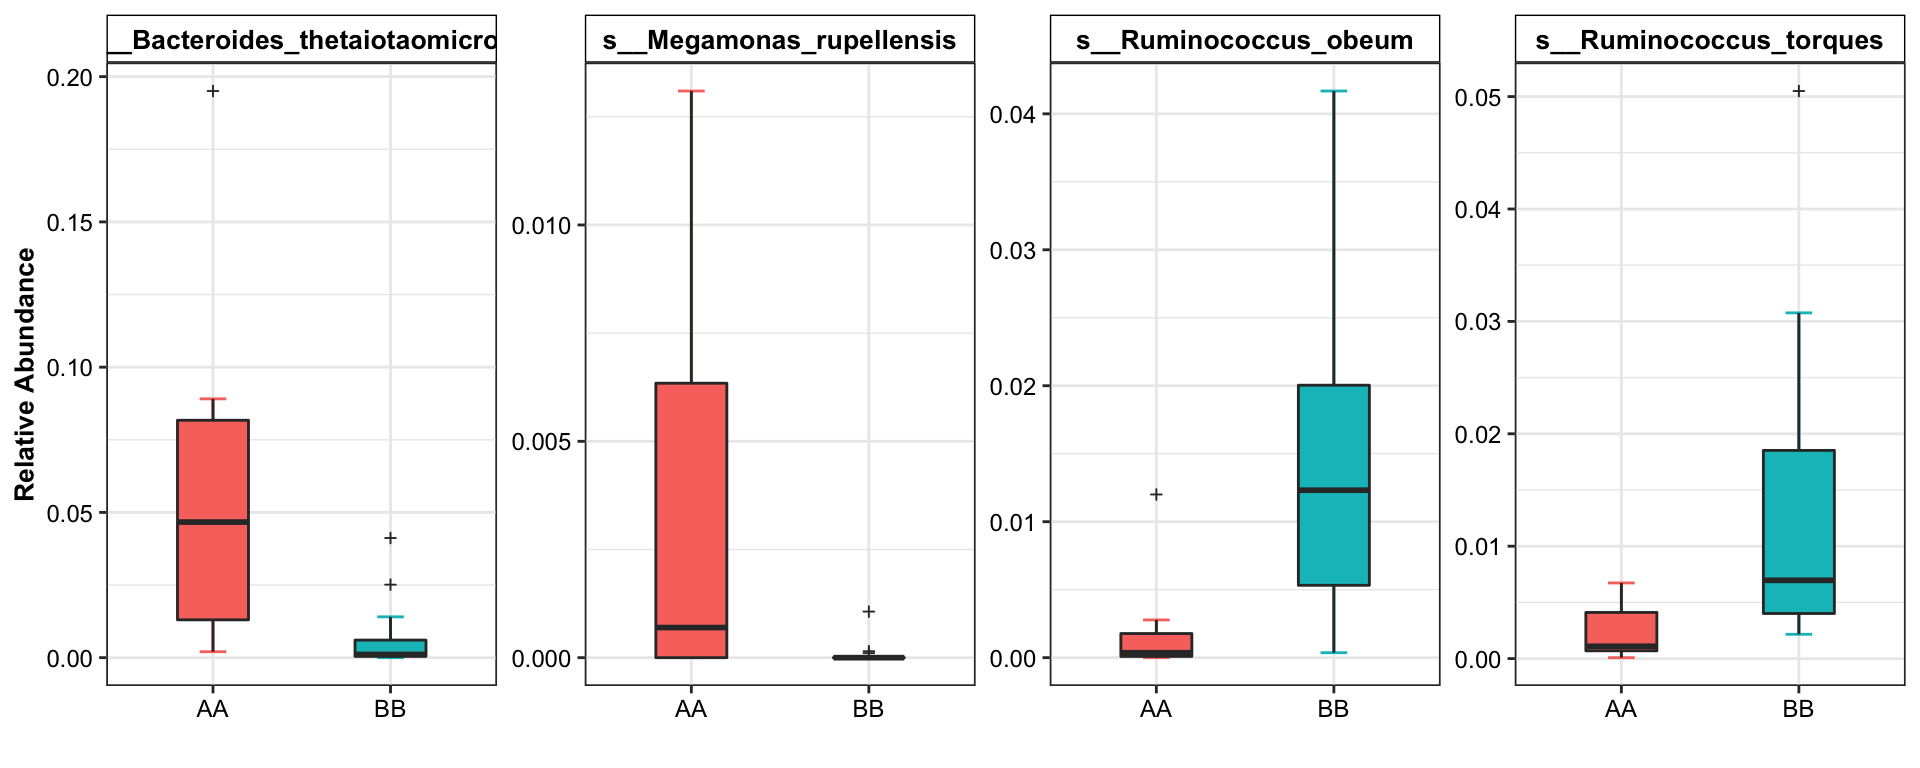 __Bacteroides_thetaiotaomicro
s__Megamonas_rupellensis
s__Ruminococcus_obeum
s__Ruminococcus_torques
Relative Abundance
0.20
0.15
0.10
0.05
0.00
AA
BB
0.010
0.005
0.000
AA
BB
0.04
0.03
0.02
0.01
0.00
AA
BB
0.05
0.04
0.03
0.02
0.01
0.00
AA
BB